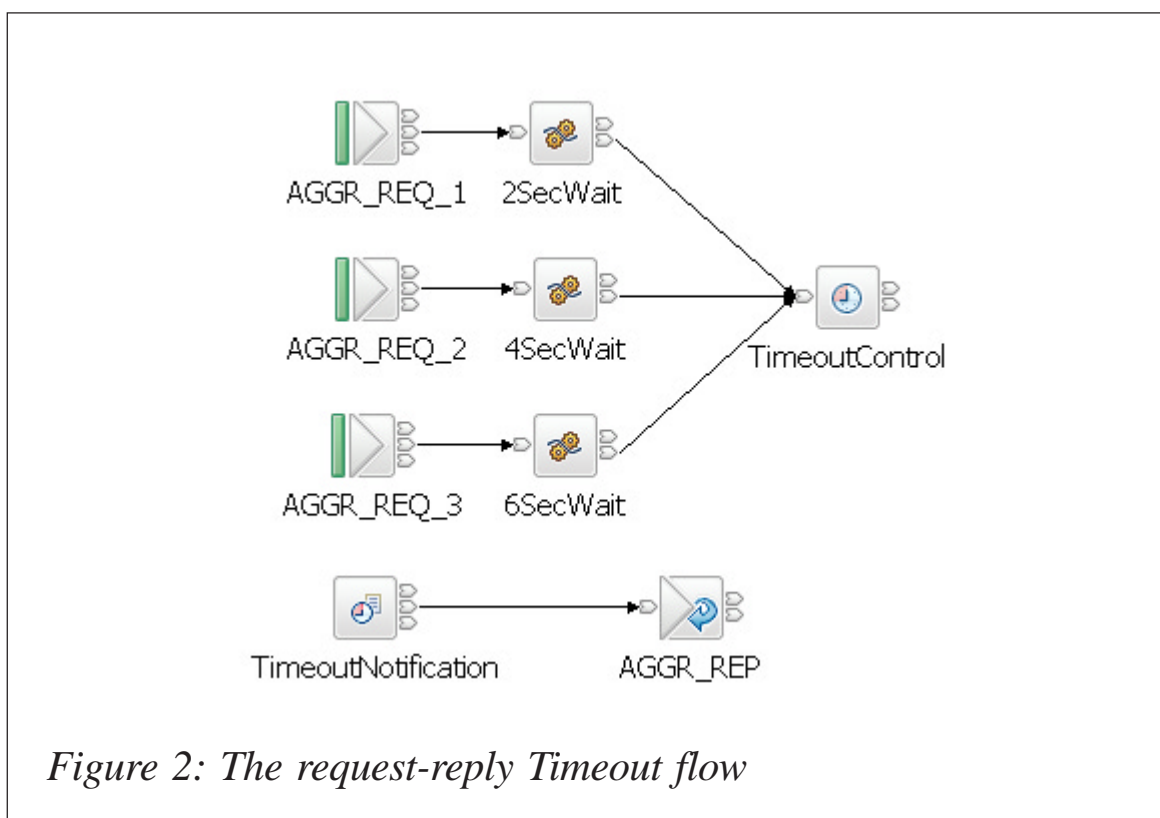 AGGR_REQ_1 2SecWait
AGGR_REQ_2 4SecWait
TimeoutControl
AGGR_REQ_3 6SecWait
TimeoutNotification AGGR_REP
Figure 2: The request-reply Timeout flow